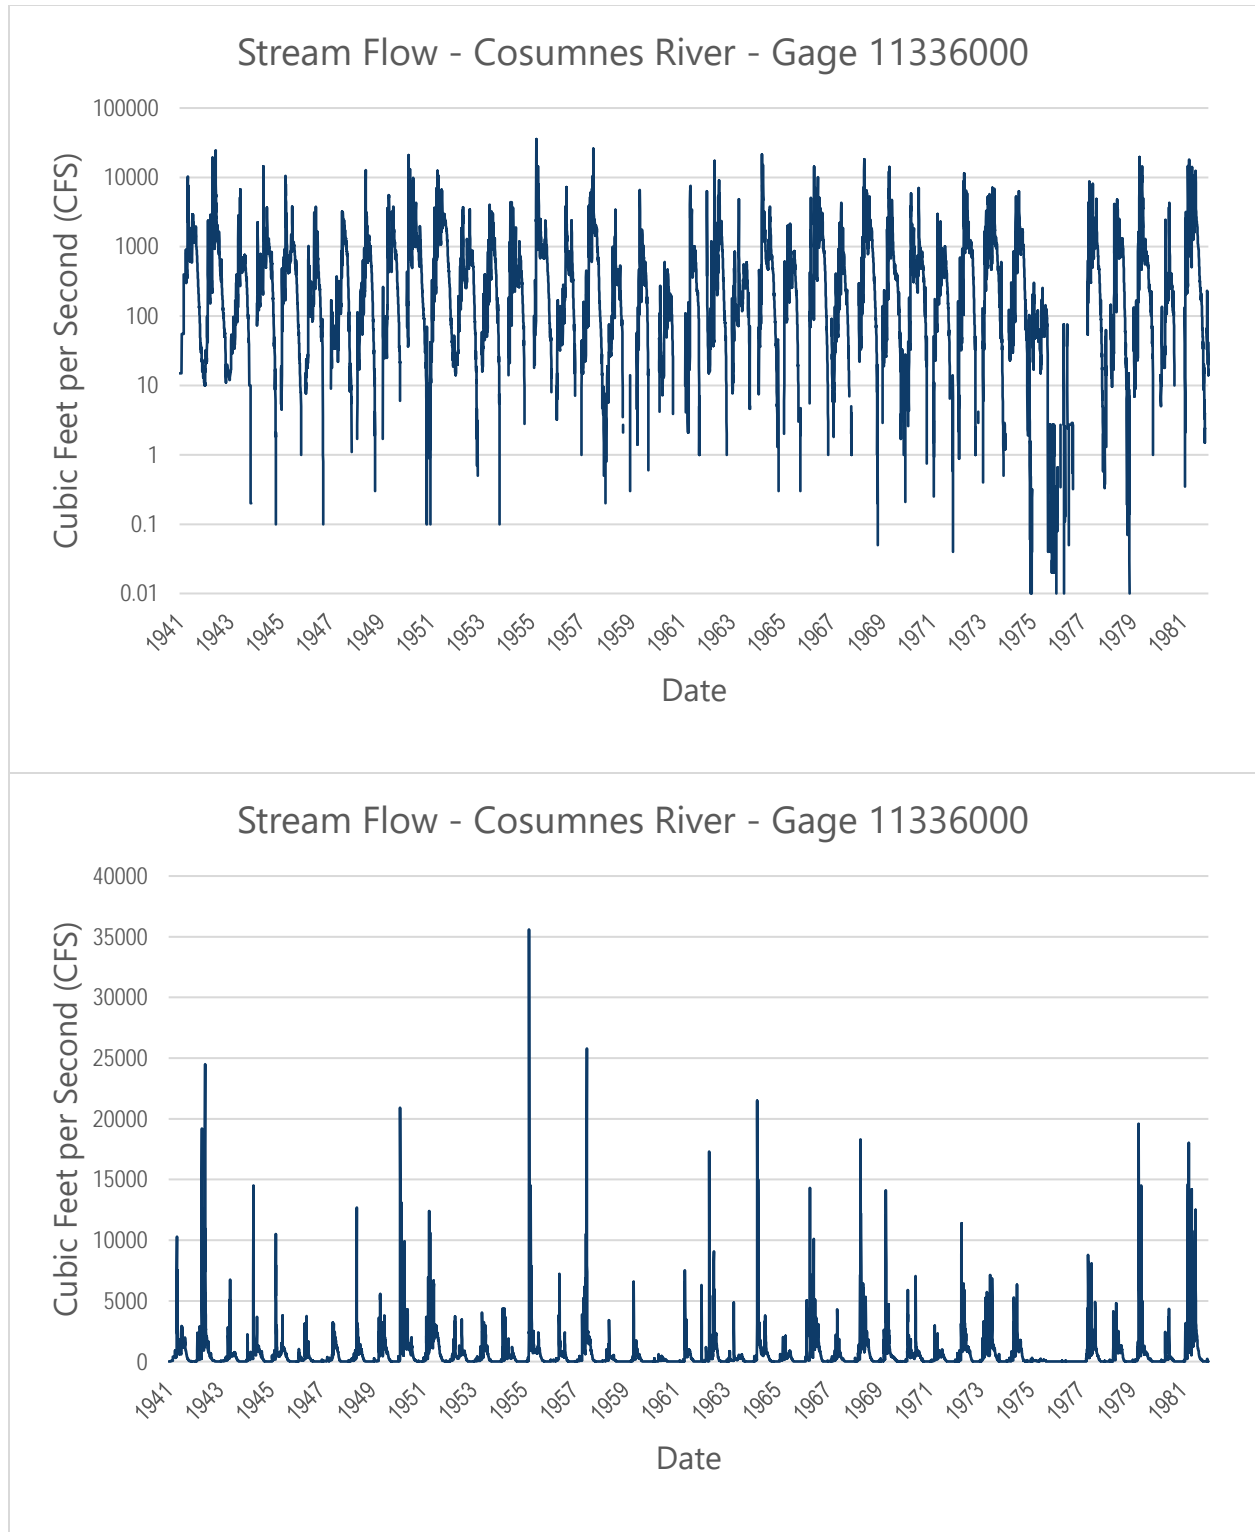 Stream Flow - Cosumnes River - Gage 11336000
100000
10000
1000
100
10
1
0.1
0.01
Cubic Feet per Second (CFS)
1941 1943 1945 1947 1949 1951 1953 1955 1957 1959 1961 1963 1965 1967 1969 1971 1973 1975 1977 1979 1981
Date
Stream Flow - Cosumnes River - Gage 11336000
40000
35000
30000
25000
20000
15000
10000
5000
0
Cubic Feet per Second (CFS)
1941 1943 1945 1947 1949 1951 1953 1955 1957 1959 1961 1963 1965 1967 1969 1971 1973 1975 1977 1979 1981
Date